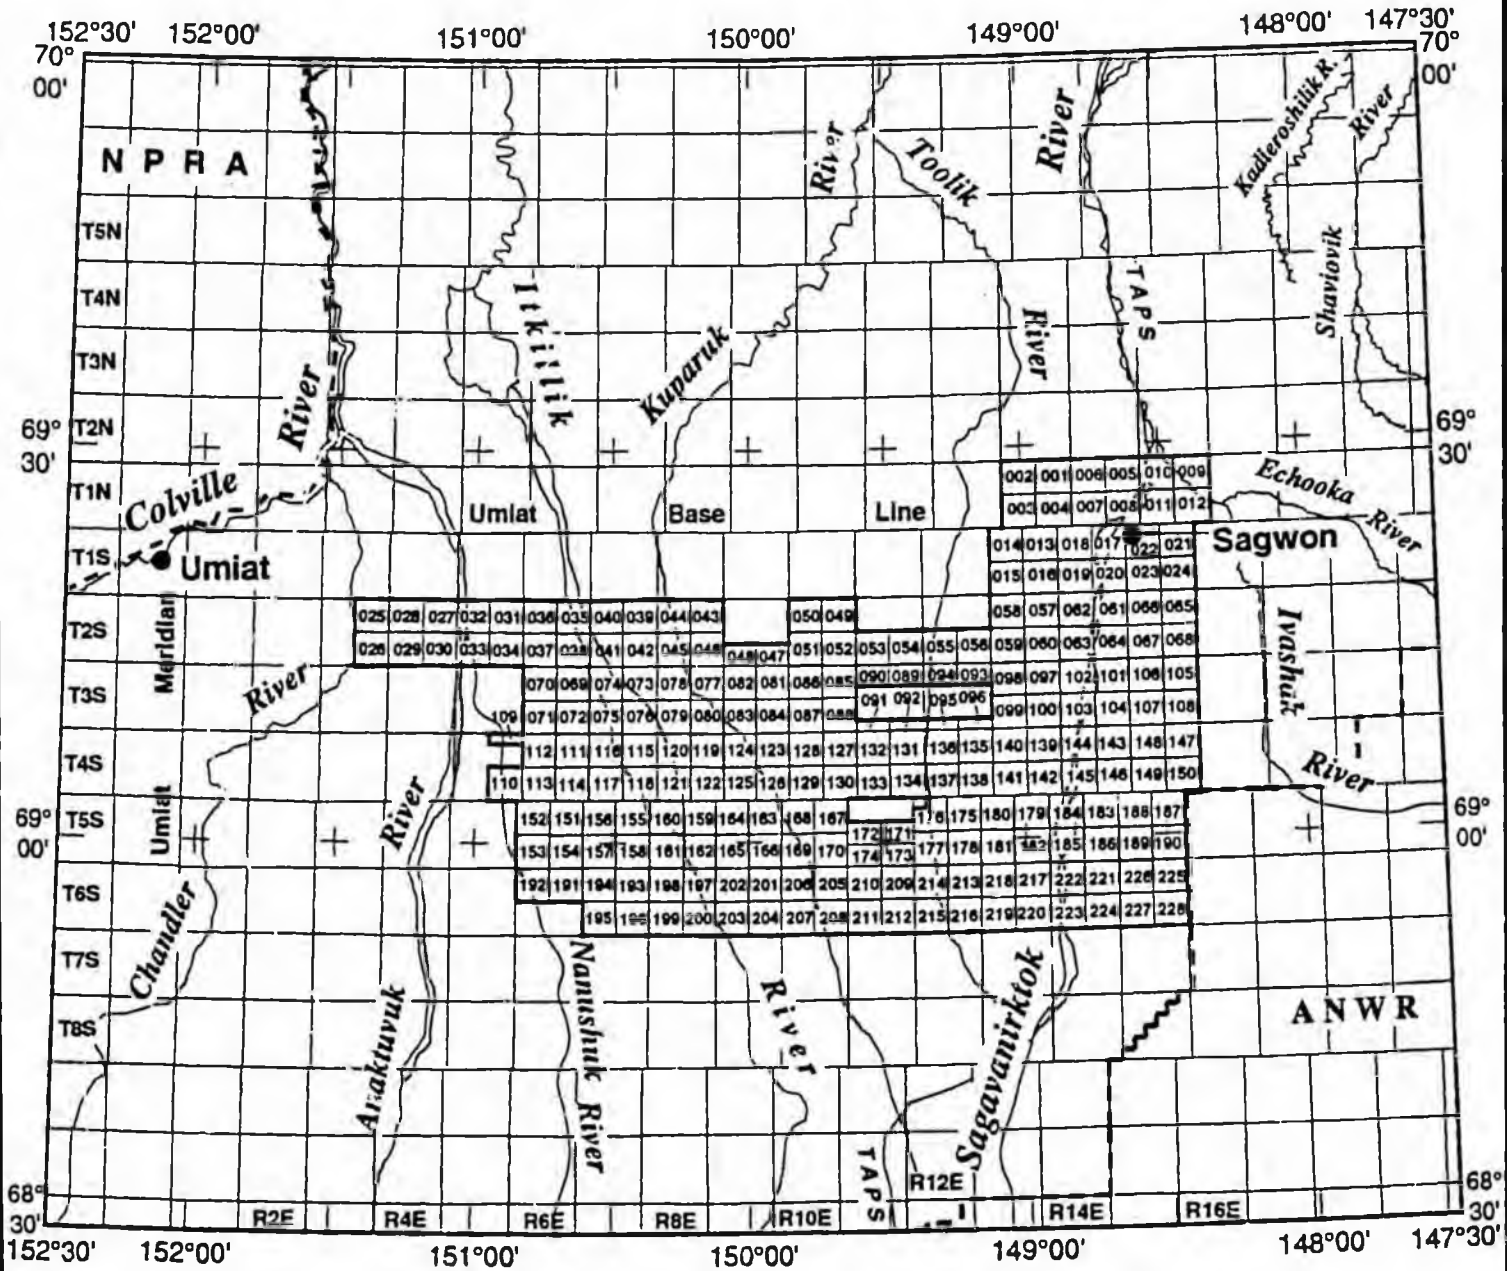 152°30' 152°00' 151°00' 150°00' 149°00' 148°00' 147°30'
70° 00' 70° 00'
NPRA
River
Toolik
River
Kadleroshilik R.
River
T5N
Shaviovik
T4N
Itkillik
TAPS
River
T3N
Kuparuk
River
T2N
69° 30' 69° 30'
T1N
Colville
Umiat Base Line
002 001 006 005 010 009
Echooka
003 004 007 008 011 012
River
T1S
Umiat
014 013 018 017 022 021
Sagwon
015 016 019 020 023 024
T2S
Meridian
025 028 027 032 031 036 035 040 039 044 043 050 049 058 057 062 061 066 065
Ivashak
026 029 030 033 034 037 038 041 042 045 046 048 047 051 052 053 054 055 056 059 060 063 064 067 068
T3S
River
070 069 074 073 078 077 082 081 086 085 090 089 094 093 098 097 102 101 106 105
091 092 095 096
109 071 072 075 076 079 080 083 084 087 088 099 100 103 104 107 108
T4S
112 111 116 115 120 119 124 123 128 127 132 131 136 135 140 139 144 143 148 147
110 113 114 117 118 121 122 125 126 129 130 133 134 137 138 141 142 145 146 149 150
River
69° 00' 69° 00'
T5S
Umiat
River
152 151 156 155 160 159 164 163 168 167 176 175 180 179 184 183 188 187
172 171
153 154 157 158 161 162 165 166 169 170 174 173 177 178 181 182 185 186 189 190
T6S
192 191 194 193 198 197 202 201 206 205 210 209 214 213 218 217 222 221 226 225
195 196 199 200 203 204 207 208 211 212 215 216 219 220 223 224 227 228
Chandler
T7S
Nanushuk
River
River
Sagavanirktok
T8S
Anaktuvuk
ANWR
TAPS
R12E
68° 30' 68° 30'
R2E R4E R6E R8E R10E R14E R16E
152°30' 152°00' 151°00' 150°00' 149°00' 148°00' 147°30'